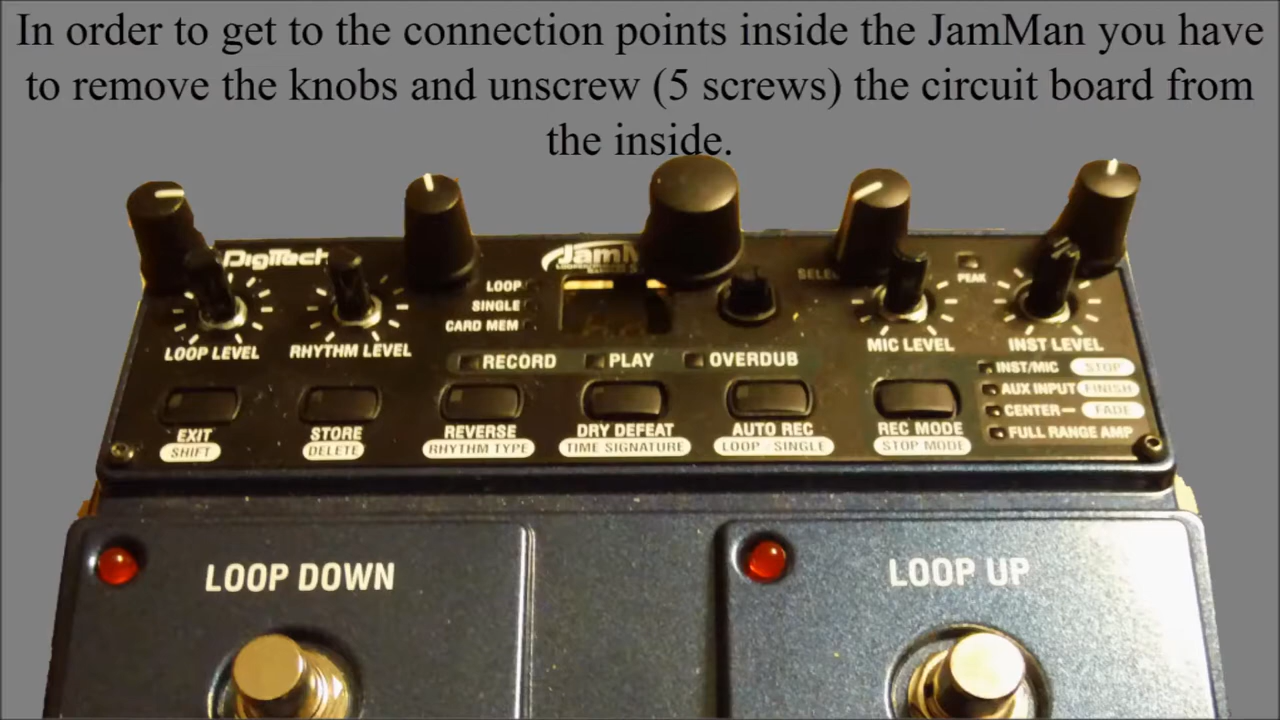 In order to get to the connection points inside the JamMan you have
to remove the knobs and unscrew (5 screws) the circuit board from
the inside.
DigiTech
LOOP
SINGLE
CARD MEM
PEAK
LOOP LEVEL
RHYTHM LEVEL
MIC LEVEL
INST LEVEL
RECORD
PLAY
OVERDUB
INST/MIC STOP
AUX INPUT FINISH
CENTER— FADE
FULL RANGE AMP
EXIT
SHIFT
STORE
DELETE
REVERSE
RHYTHM TYPE
DRY DEFEAT
TIME SIGNATURE
AUTO REC
LOOP SINGLE
REC MODE
STOP MODE
LOOP DOWN
LOOP UP